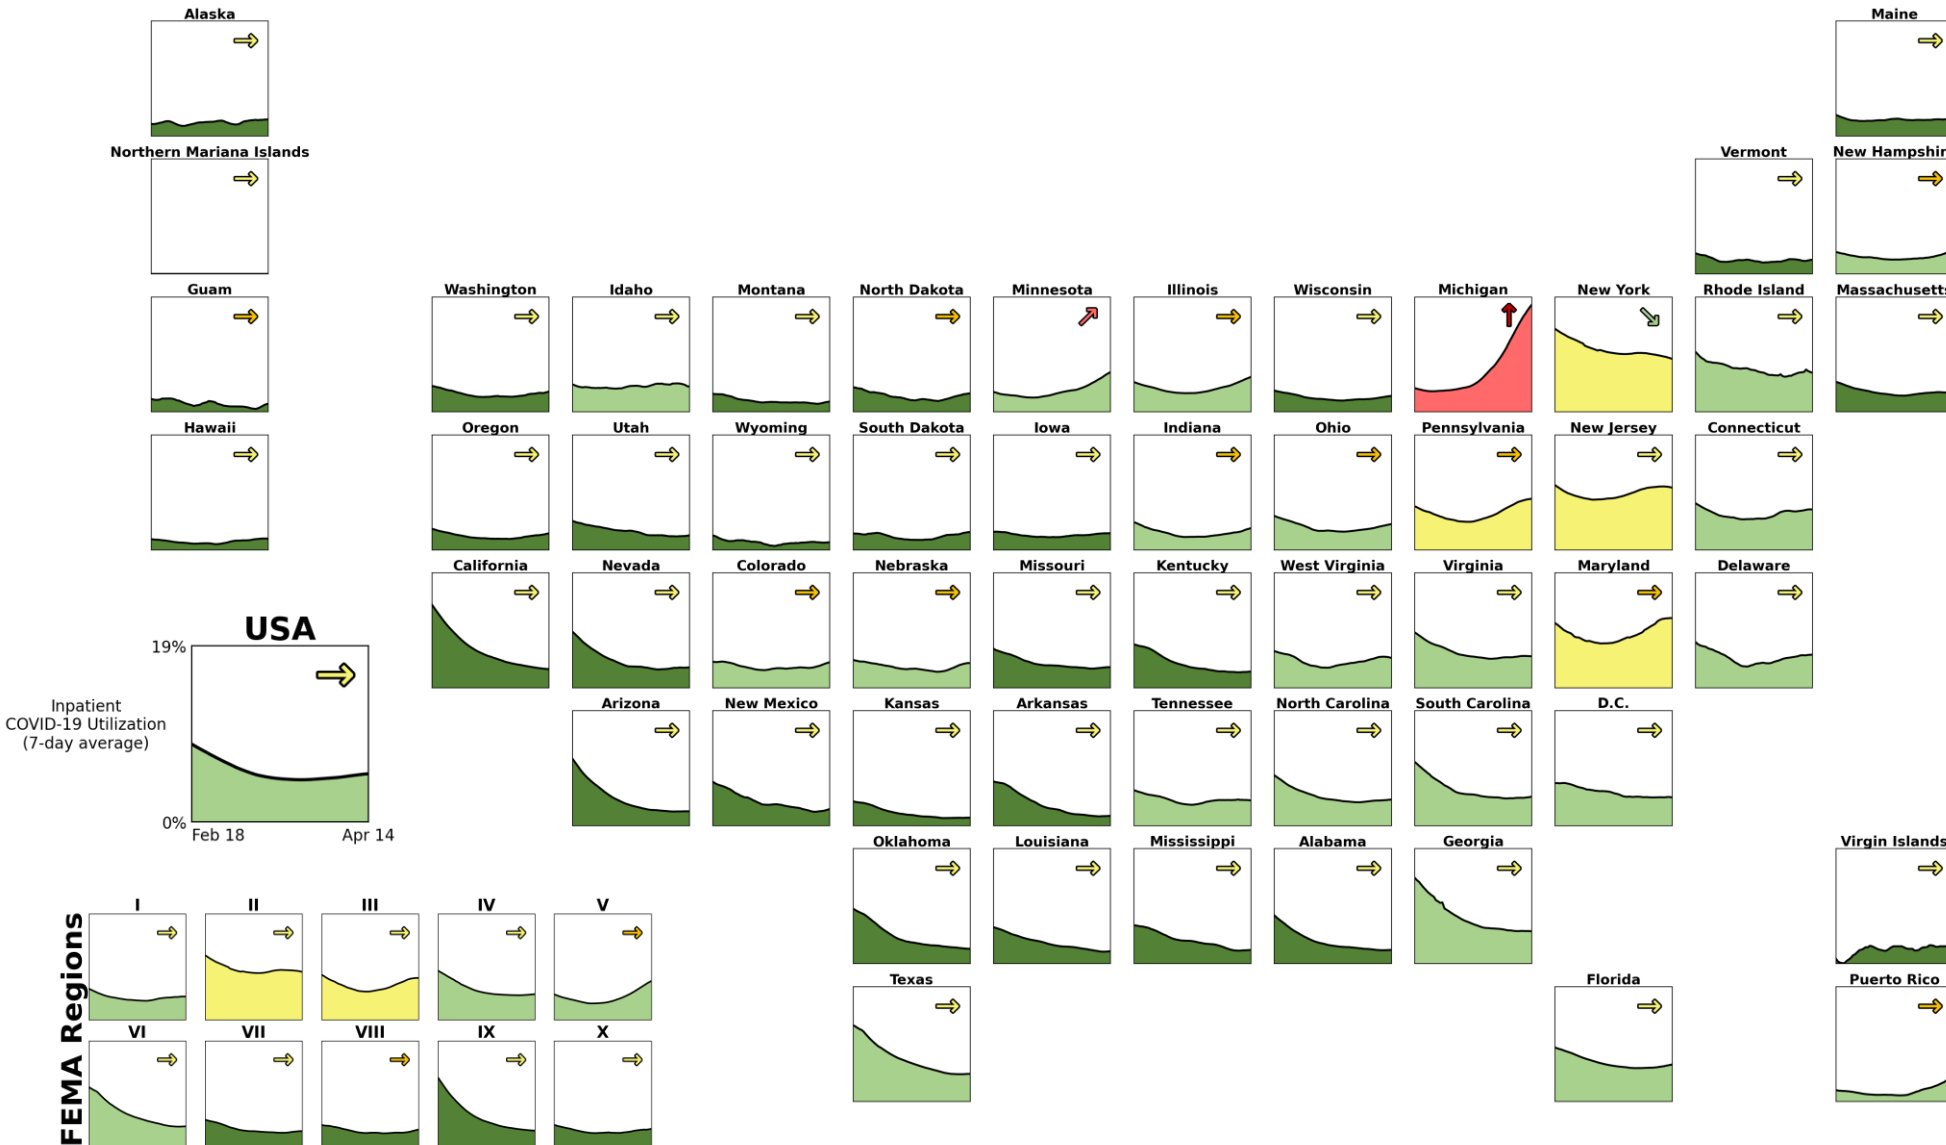 Alaska
Maine
Northern Mariana Islands
Vermont
New Hampshir
Guam
Washington
Idaho
Montana
North Dakota
Minnesota
Illinois
Wisconsin
Michigan
New York
Rhode Island
Massachusetts
Hawaii
Oregon
Utah
Wyoming
South Dakota
Iowa
Indiana
Ohio
Pennsylvania
New Jersey
Connecticut
California
Nevada
Colorado
Nebraska
Missouri
Kentucky
West Virginia
Virginia
Maryland
Delaware
USA
19%
Inpatient
COVID-19 Utilization
(7-day average)
0%
Feb 18
Apr 14
Arizona
New Mexico
Kansas
Arkansas
Tennessee
North Carolina
South Carolina
D.C.
Oklahoma
Louisiana
Mississippi
Alabama
Georgia
Virgin Islands
Texas
Florida
Puerto Rico
FEMA Regions
I
II
III
IV
V
VI
VII
VIII
IX
X